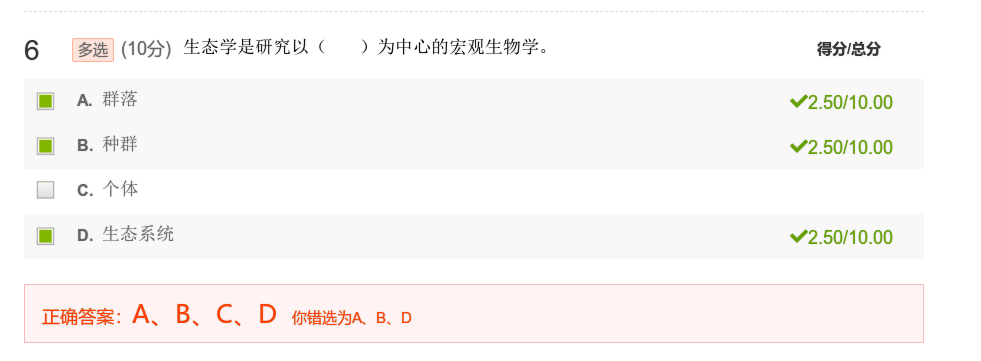 6 多选 (10分) 生态学是研究以（ ）为中心的宏观生物学。 得分/总分
A. 群落 2.50/10.00
B. 种群 2.50/10.00
C. 个体
D. 生态系统 2.50/10.00
正确答案：A、B、C、D 你错选为A、B、D